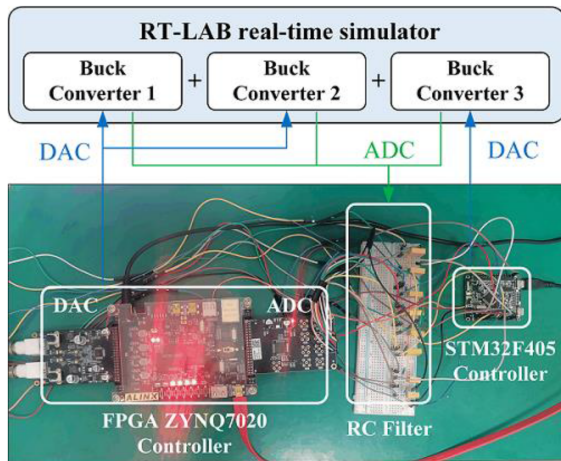 RT-LAB real-time simulator
Buck Converter 1
+
Buck Converter 2
+
Buck Converter 3
DAC
ADC
DAC
DAC
ADC
ALINX
FPGA ZYNQ7020
Controller
RC Filter
STM32F405
Controller